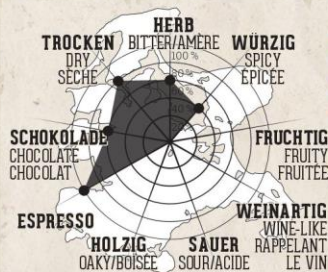 HERB
BITTER/AMÈRE
TROCKEN
DRY
SÈCHE
WÜRZIG
SPICY
ÉPICÉE
100%
80%
SCHOKOLADE
CHOCOLATE
CHOCOLAT
FRUCHTIG
FRUITY
FRUITÉE
ESPRESSO
WEINARTIG
WINE-LIKE
RAPPELANT
LE VIN
HOLZIG
OAKY/BOISÉE
SAUER
SOUR/ACIDE